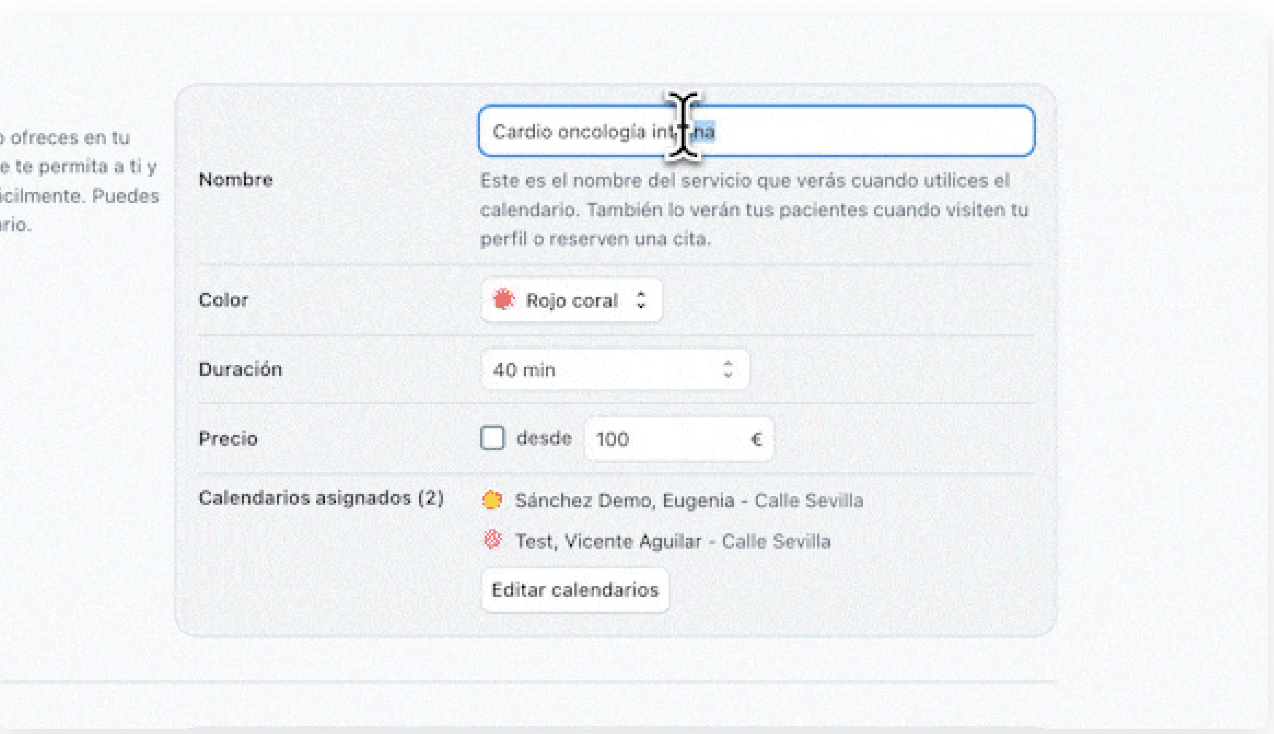 o ofreces en tu
e te permita a ti y
ácilmente. Puedes
ario.
Nombre
Cardio oncología
Este es el nombre del servicio que verás cuando utilices el
calendario. También lo verán tus pacientes cuando visiten tu
perfil o reserven una cita.
Color
Rojo coral
Duración
40 min
Precio
desde
100
€
Calendarios asignados (2)
Sánchez Demo, Eugenia - Calle Sevilla
Test, Vicente Aguilar - Calle Sevilla
Editar calendarios